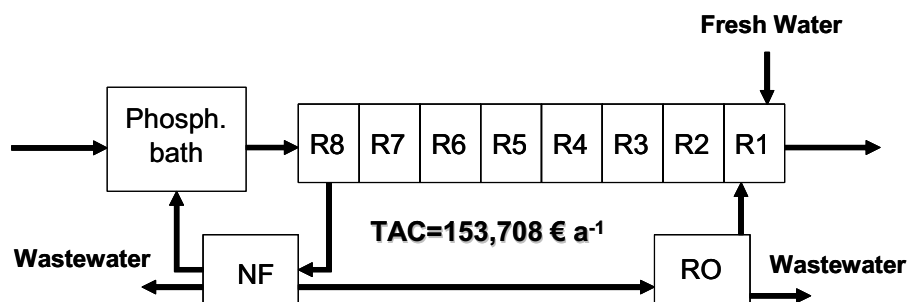 Fresh Water
Phosph.
bath
R8 R7 R6 R5 R4 R3 R2 R1
TAC=153,708 € a-1
Wastewater
NF
RO
Wastewater